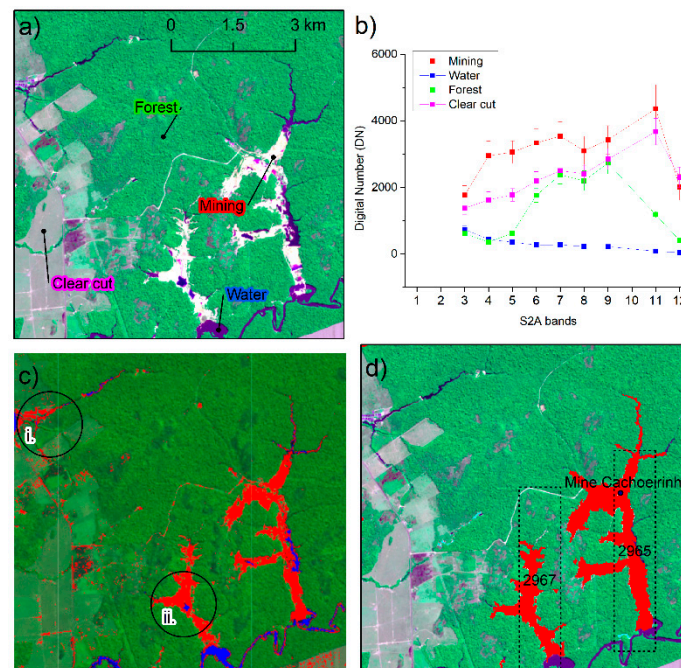 a)
0 1.5 3 km
Forest
Mining
Clear cut
Water
b)
6000
4000
2000
0
Digital Number (DN)
Mining
Water
Forest
Clear cut
1 2 3 4 5 6 7 8 9 10 11 12
S2A bands
c)
i.
ii.
d)
Mine Cachoeirinh
2965
2967